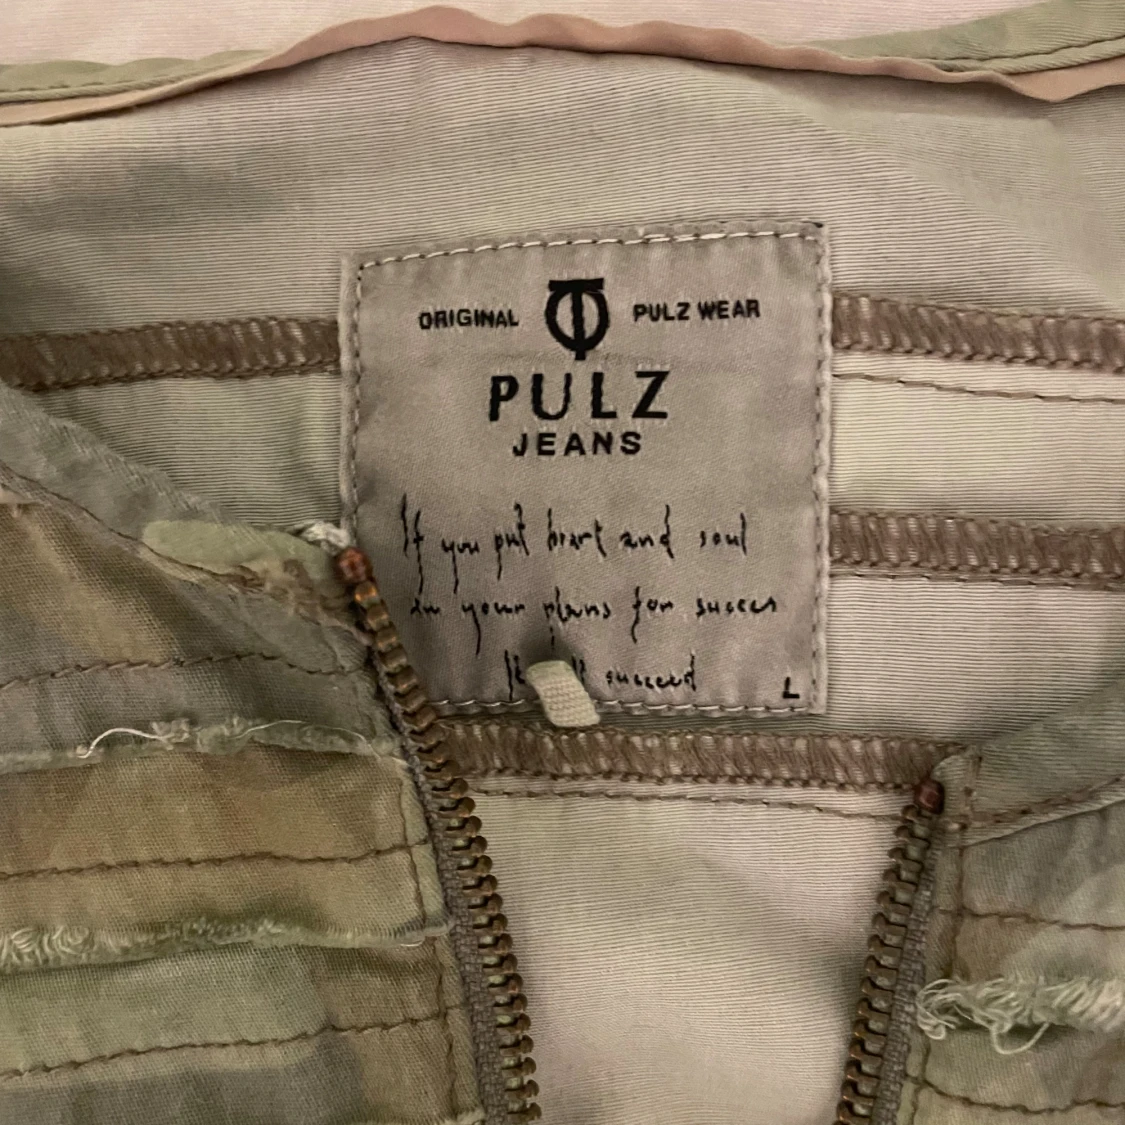 ORIGINAL PULZ WEAR
PULZ
JEANS
If you put heart and soul
in your plans for succes
succeed
L